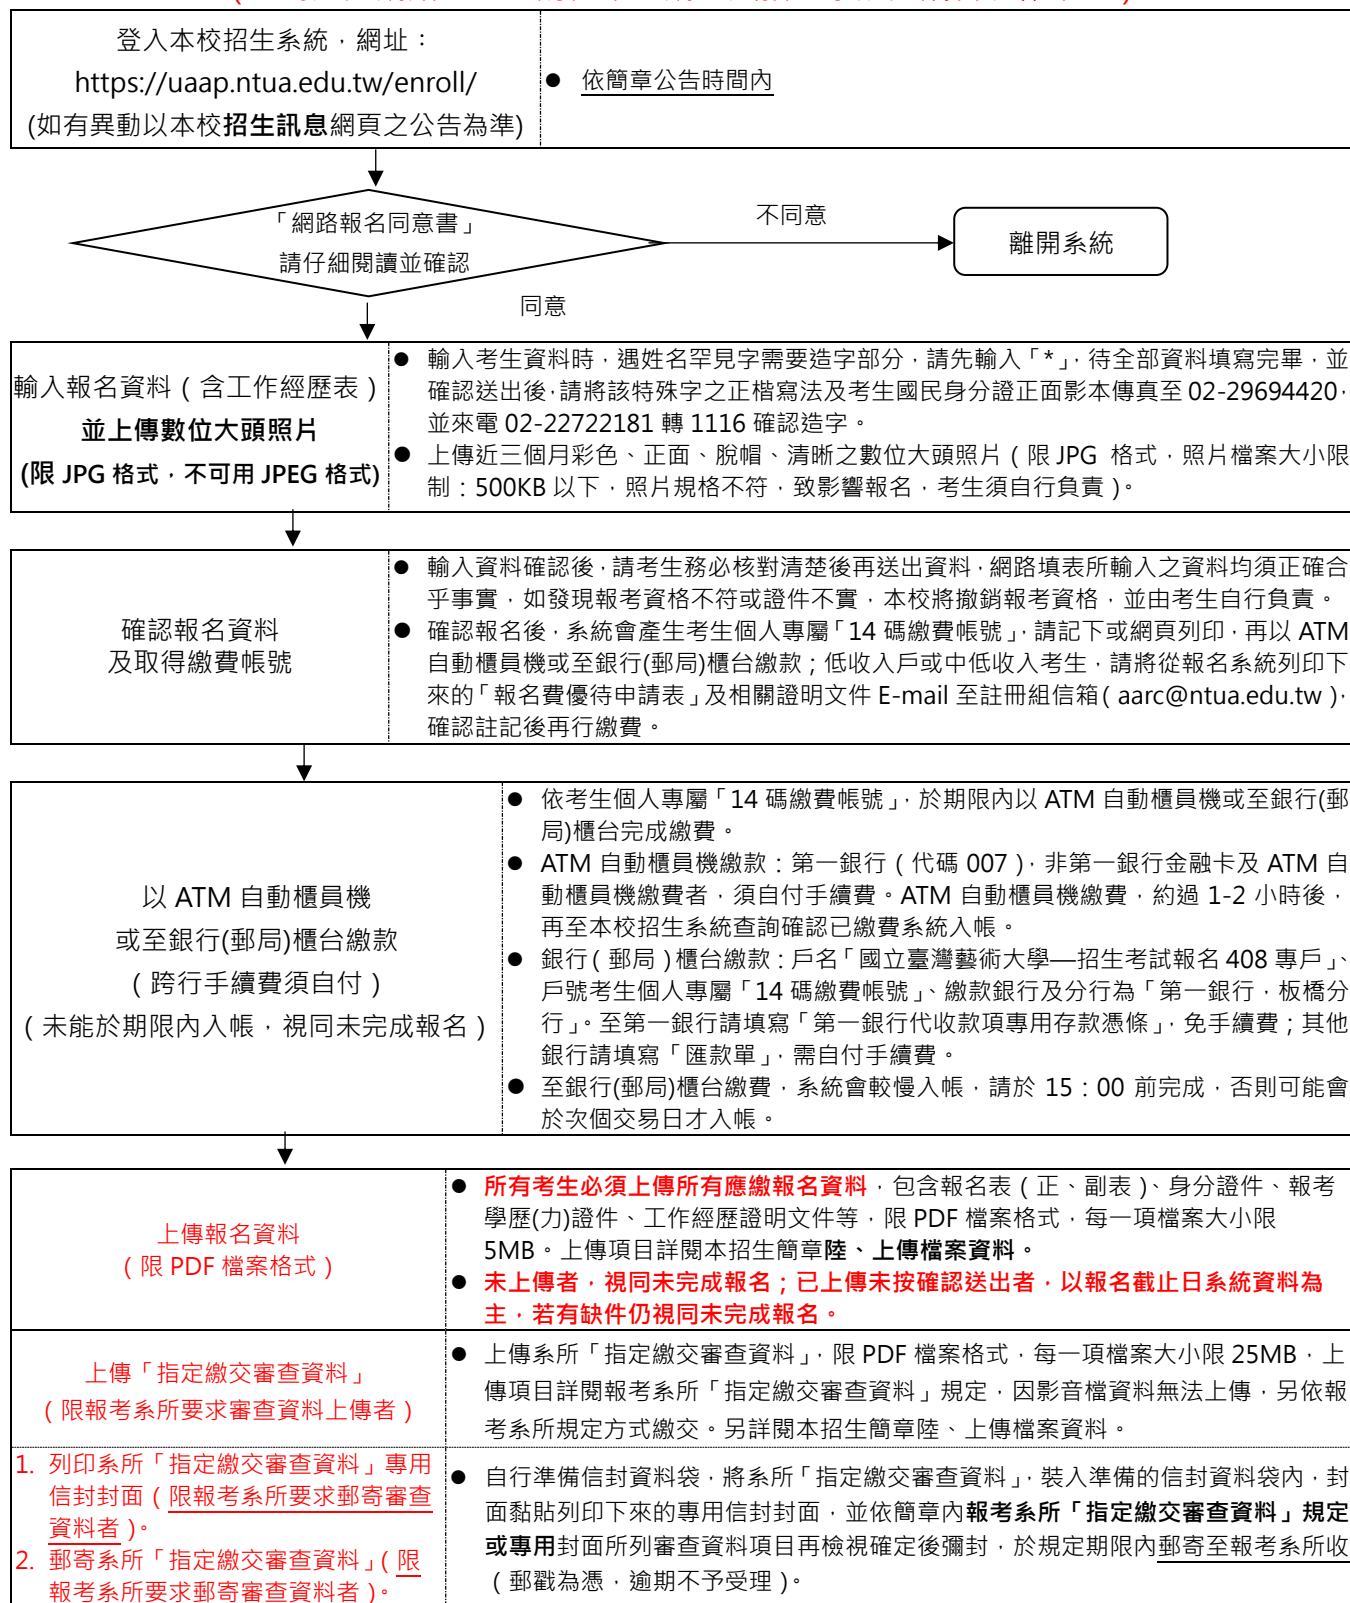 登入本校招生系統，網址：
https://uaap.ntua.edu.tw/enroll/
(如有異動以本校招生訊息網頁之公告為準)
● 依簡章公告時間內
「網路報名同意書」
請仔細閱讀並確認
不同意
離開系統
同意
輸入報名資料（含工作經歷表）
並上傳數位大頭照片
(限 JPG 格式，不可用 JPEG 格式)
● 輸入考生資料時，遇姓名罕見字需要造字部分，請先輸入「*」，待全部資料填寫完畢，並
確認送出後，請將該特殊字之正楷寫法及考生國民身分證正面影本傳真至 02-29694420，
並來電 02-22722181 轉 1116 確認造字。
● 上傳近三個月彩色、正面、脫帽、清晰之數位大頭照片（限 JPG 格式，照片檔案大小限
制：500KB 以下，照片規格不符，致影響報名，考生須自行負責）。
確認報名資料
及取得繳費帳號
● 輸入資料確認後，請考生務必核對清楚後再送出資料，網路填表所輸入之資料均須正確合
乎事實，如發現報考資格不符或證件不實，本校將撤銷報考資格，並由考生自行負責。
● 確認報名後，系統會產生考生個人專屬「14 碼繳費帳號」，請記下或網頁列印，再以 ATM
自動櫃員機或至銀行(郵局)櫃台繳款；低收入戶或中低收入考生，請將從報名系統列印下
來的「報名費優待申請表」及相關證明文件 E-mail 至註冊組信箱（aarc@ntua.edu.tw），
確認註記後再行繳費。
以 ATM 自動櫃員機
或至銀行(郵局)櫃台繳款
（跨行手續費須自付）
（未能於期限內入帳，視同未完成報名）
● 依考生個人專屬「14 碼繳費帳號」，於期限內以 ATM 自動櫃員機或至銀行(郵
局)櫃台完成繳費。
● ATM 自動櫃員機繳款：第一銀行（代碼 007），非第一銀行金融卡及 ATM 自
動櫃員機繳費者，須自付手續費。ATM 自動櫃員機繳費，約過 1-2 小時後，
再至本校招生系統查詢確認已繳費系統入帳。
● 銀行（郵局）櫃台繳款：戶名「國立臺灣藝術大學—招生考試報名 408 專戶」、
戶號考生個人專屬「14 碼繳費帳號」、繳款銀行及分行為「第一銀行，板橋分
行」。至第一銀行請填寫「第一銀行代收款項專用存款憑條」，免手續費；其他
銀行請填寫「匯款單」，需自付手續費。
● 至銀行(郵局)櫃台繳費，系統會較慢入帳，請於 15：00 前完成，否則可能會
於次個交易日才入帳。
上傳報名資料
（限 PDF 檔案格式）
● 所有考生必須上傳所有應繳報名資料，包含報名表（正、副表）、身分證件、報考
學歷(力)證件、工作經歷證明文件等，限 PDF 檔案格式，每一項檔案大小限
5MB。上傳項目詳閱本招生簡章陸、上傳檔案資料。
● 未上傳者，視同未完成報名；已上傳未按確認送出者，以報名截止日系統資料為
主，若有缺件仍視同未完成報名。
上傳「指定繳交審查資料」
（限報考系所要求審查資料上傳者）
● 上傳系所「指定繳交審查資料」，限 PDF 檔案格式，每一項檔案大小限 25MB，上
傳項目詳閱報考系所「指定繳交審查資料」規定，因影音檔資料無法上傳，另依報
考系所規定方式繳交。另詳閱本招生簡章陸、上傳檔案資料。
1. 列印系所「指定繳交審查資料」專用
信封封面（限報考系所要求郵寄審查
資料者）。
2. 郵寄系所「指定繳交審查資料」（限
報考系所要求郵寄審查資料者）。
● 自行準備信封資料袋，將系所「指定繳交審查資料」，裝入準備的信封資料袋內，封
面黏貼列印下來的專用信封封面，並依簡章內報考系所「指定繳交審查資料」規定
或專用封面所列審查資料項目再檢視確定後彌封，於規定期限內郵寄至報考系所收
（郵戳為憑，逾期不予受理）。